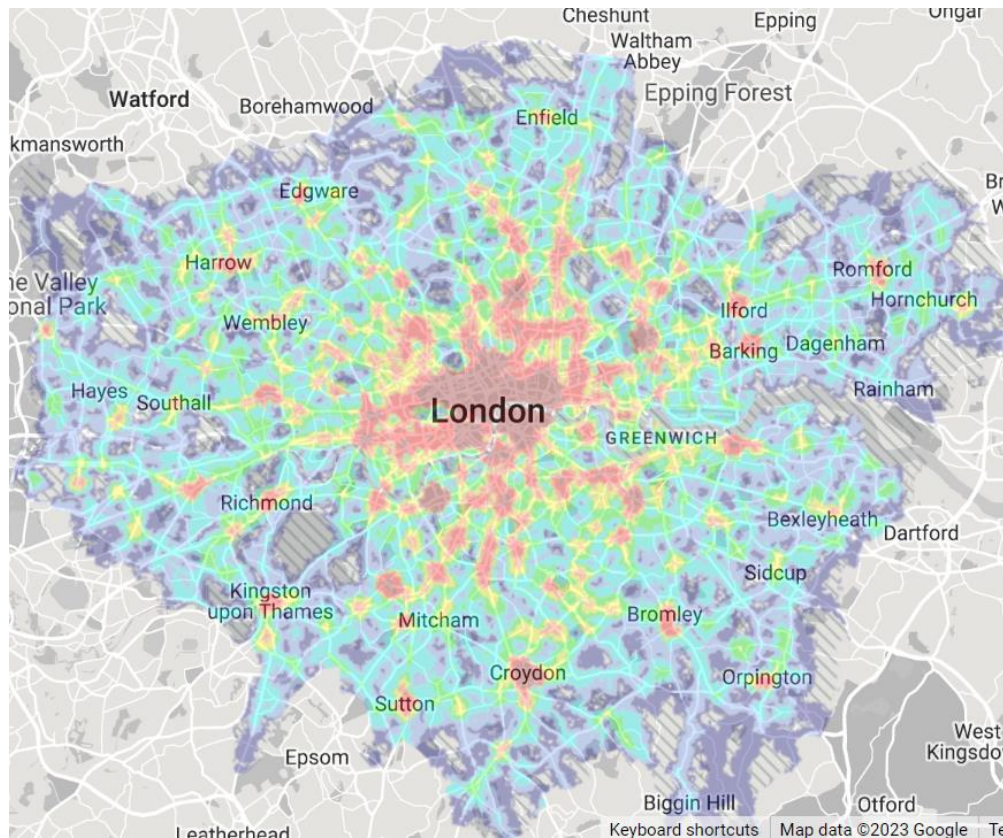 Cheshunt
Epping
Ongar
Waltham
Abbey
Watford
Borehamwood
Epping Forest
Enfield
kmansworth
Edgware
Br
W
Harrow
Romford
ne Valley
onal Park
Hornchurch
Ilford
Wembley
Barking
Dagenham
Hayes
Southall
Rainham
London
GREENWICH
Richmond
Bexleyheath
Dartford
Sidcup
Kingston
upon Thames
Mitcham
Bromley
Croydon
Orpington
Sutton
Epsom
West
Kingsdo
Biggin Hill
Otford
Leatherhead
Keyboard shortcuts
Map data ©2023 Google
Te